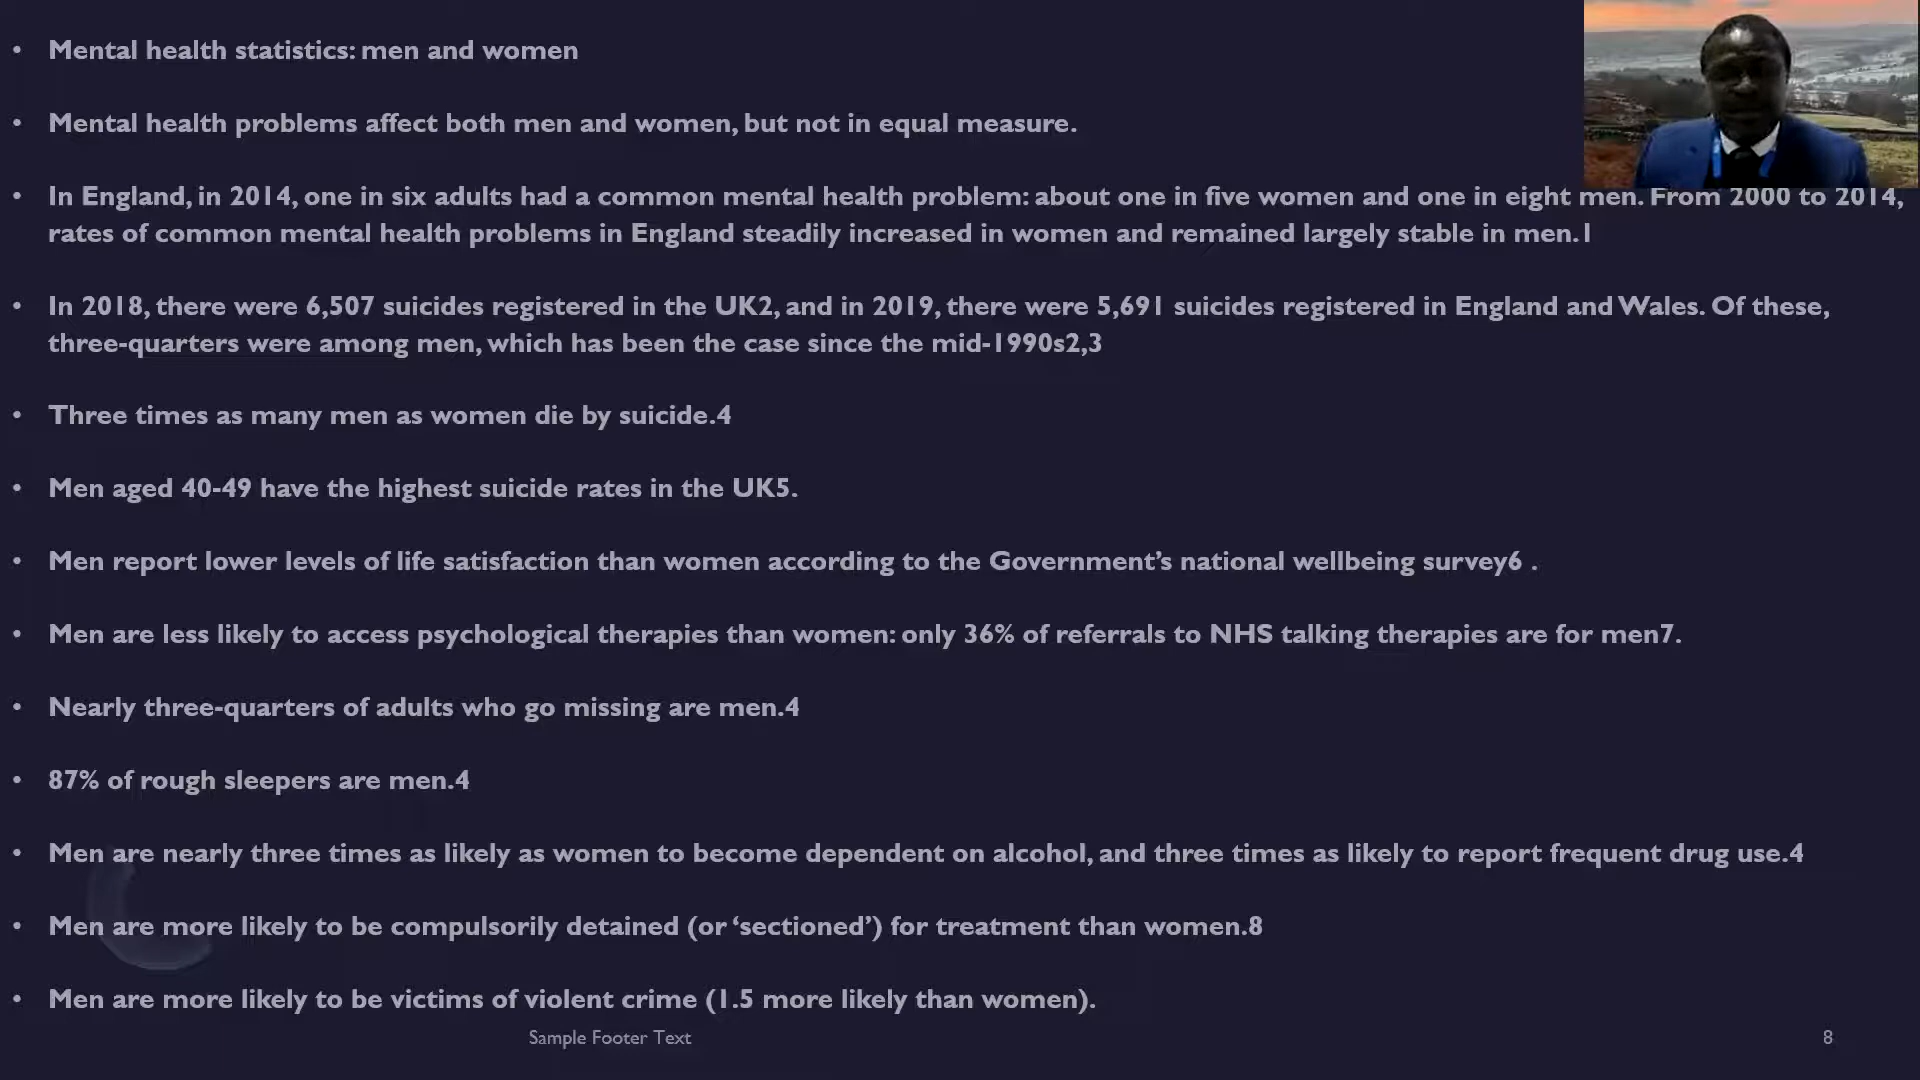 • Mental health statistics: men and women
• Mental health problems affect both men and women, but not in equal measure.
• In England, in 2014, one in six adults had a common mental health problem: about one in five women and one in eight men. From 2000 to 2014,
rates of common mental health problems in England steadily increased in women and remained largely stable in men.1
• In 2018, there were 6,507 suicides registered in the UK2, and in 2019, there were 5,691 suicides registered in England and Wales. Of these,
three-quarters were among men, which has been the case since the mid-1990s2,3
• Three times as many men as women die by suicide.4
• Men aged 40-49 have the highest suicide rates in the UK5.
• Men report lower levels of life satisfaction than women according to the Government’s national wellbeing survey6 .
• Men are less likely to access psychological therapies than women: only 36% of referrals to NHS talking therapies are for men7.
• Nearly three-quarters of adults who go missing are men.4
• 87% of rough sleepers are men.4
• Men are nearly three times as likely as women to become dependent on alcohol, and three times as likely to report frequent drug use.4
• Men are more likely to be compulsorily detained (or ‘sectioned’) for treatment than women.8
• Men are more likely to be victims of violent crime (1.5 more likely than women).
Sample Footer Text
8